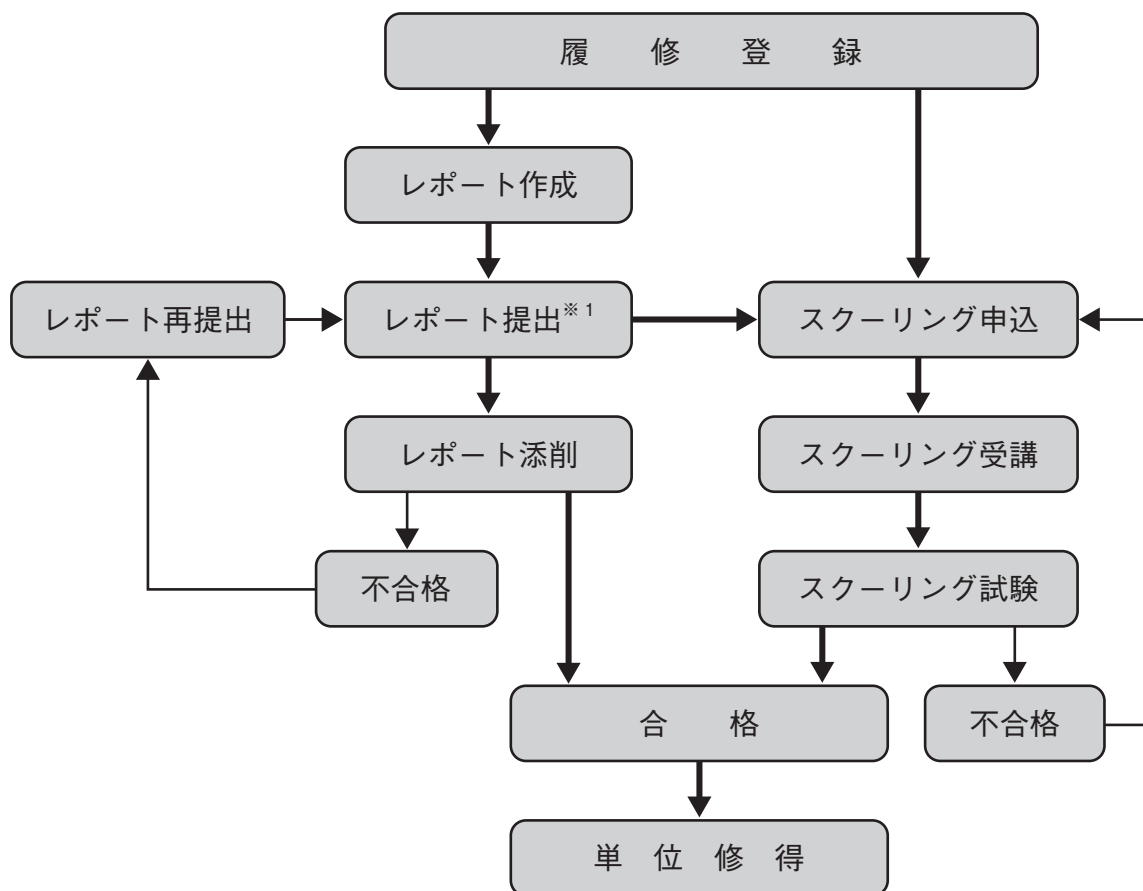 履　修　登　録
レポート作成
レポート再提出
レポート提出※1
スクーリング申込
レポート添削
スクーリング受講
不合格
スクーリング試験
合　　格
不合格
単　位　修　得